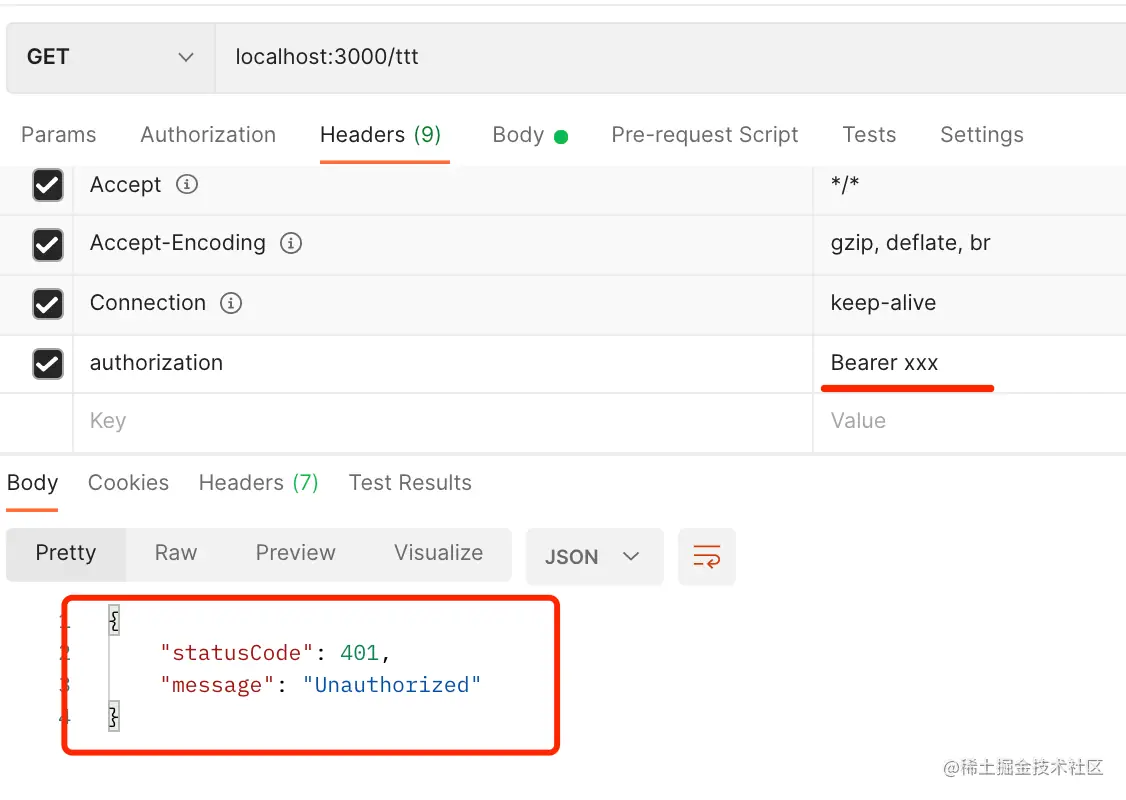 GET localhost:3000/ttt
Params Authorization Headers (9) Body Pre-request Script Tests Settings
Accept */*
Accept-Encoding gzip, deflate, br
Connection keep-alive
authorization Bearer xxx
Key Value
Body Cookies Headers (7) Test Results
Pretty Raw Preview Visualize JSON
1 {
2 "statusCode": 401,
3 "message": "Unauthorized"
4 }
@稀土掘金技术社区